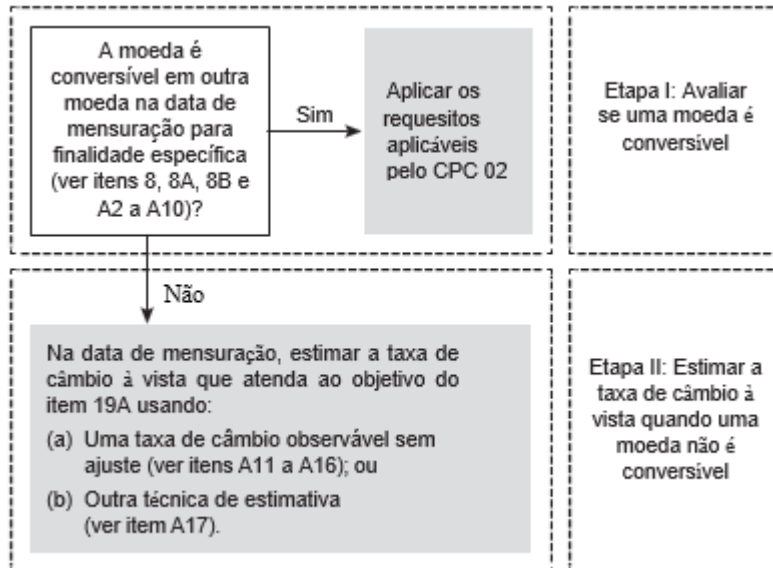 A moeda é
conversível em outra
moeda na data de
mensuração para
finalidade específica
(ver itens 8, 8A, 8B e
A2 a A10)?
Sim
Aplicar os
requesitos
aplicáveis
pelo CPC 02
Etapa I: Avaliar
se uma moeda é
conversível
Não
Na data de mensuração, estimar a taxa de
câmbio à vista que atenda ao objetivo do
item 19A usando:
(a) Uma taxa de câmbio observável sem
ajuste (ver itens A11 a A16); ou
(b) Outra técnica de estimativa
(ver item A17).
Etapa II: Estimar a
taxa de câmbio à
vista quando uma
moeda não é
conversível